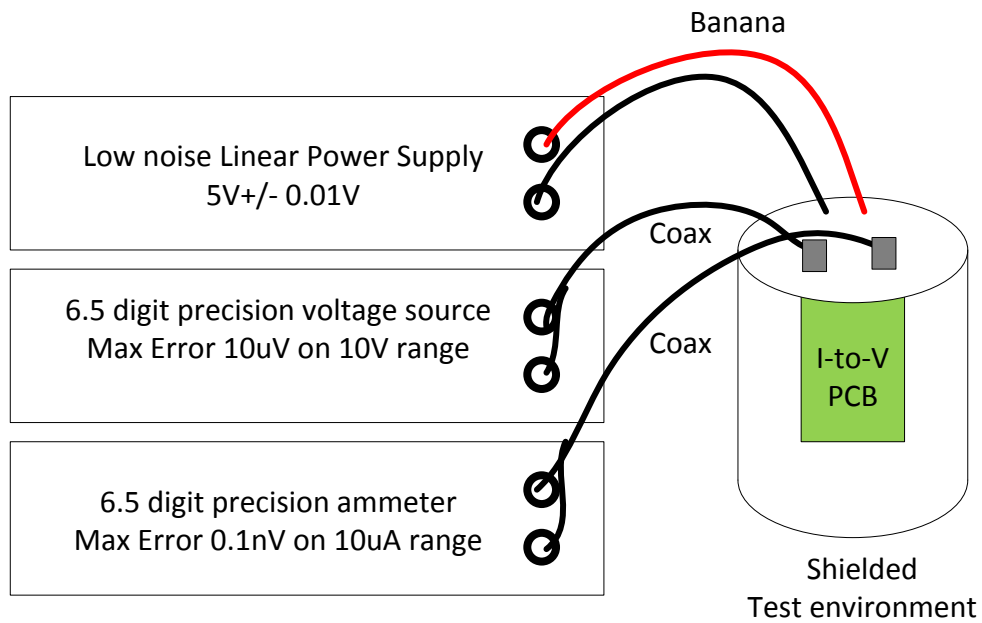 Banana
Low noise Linear Power Supply
5V+/- 0.01V
Coax
6.5 digit precision voltage source
Max Error 10uV on 10V range
Coax
I-to-V
PCB
6.5 digit precision ammeter
Max Error 0.1nV on 10uA range
Shielded
Test environment